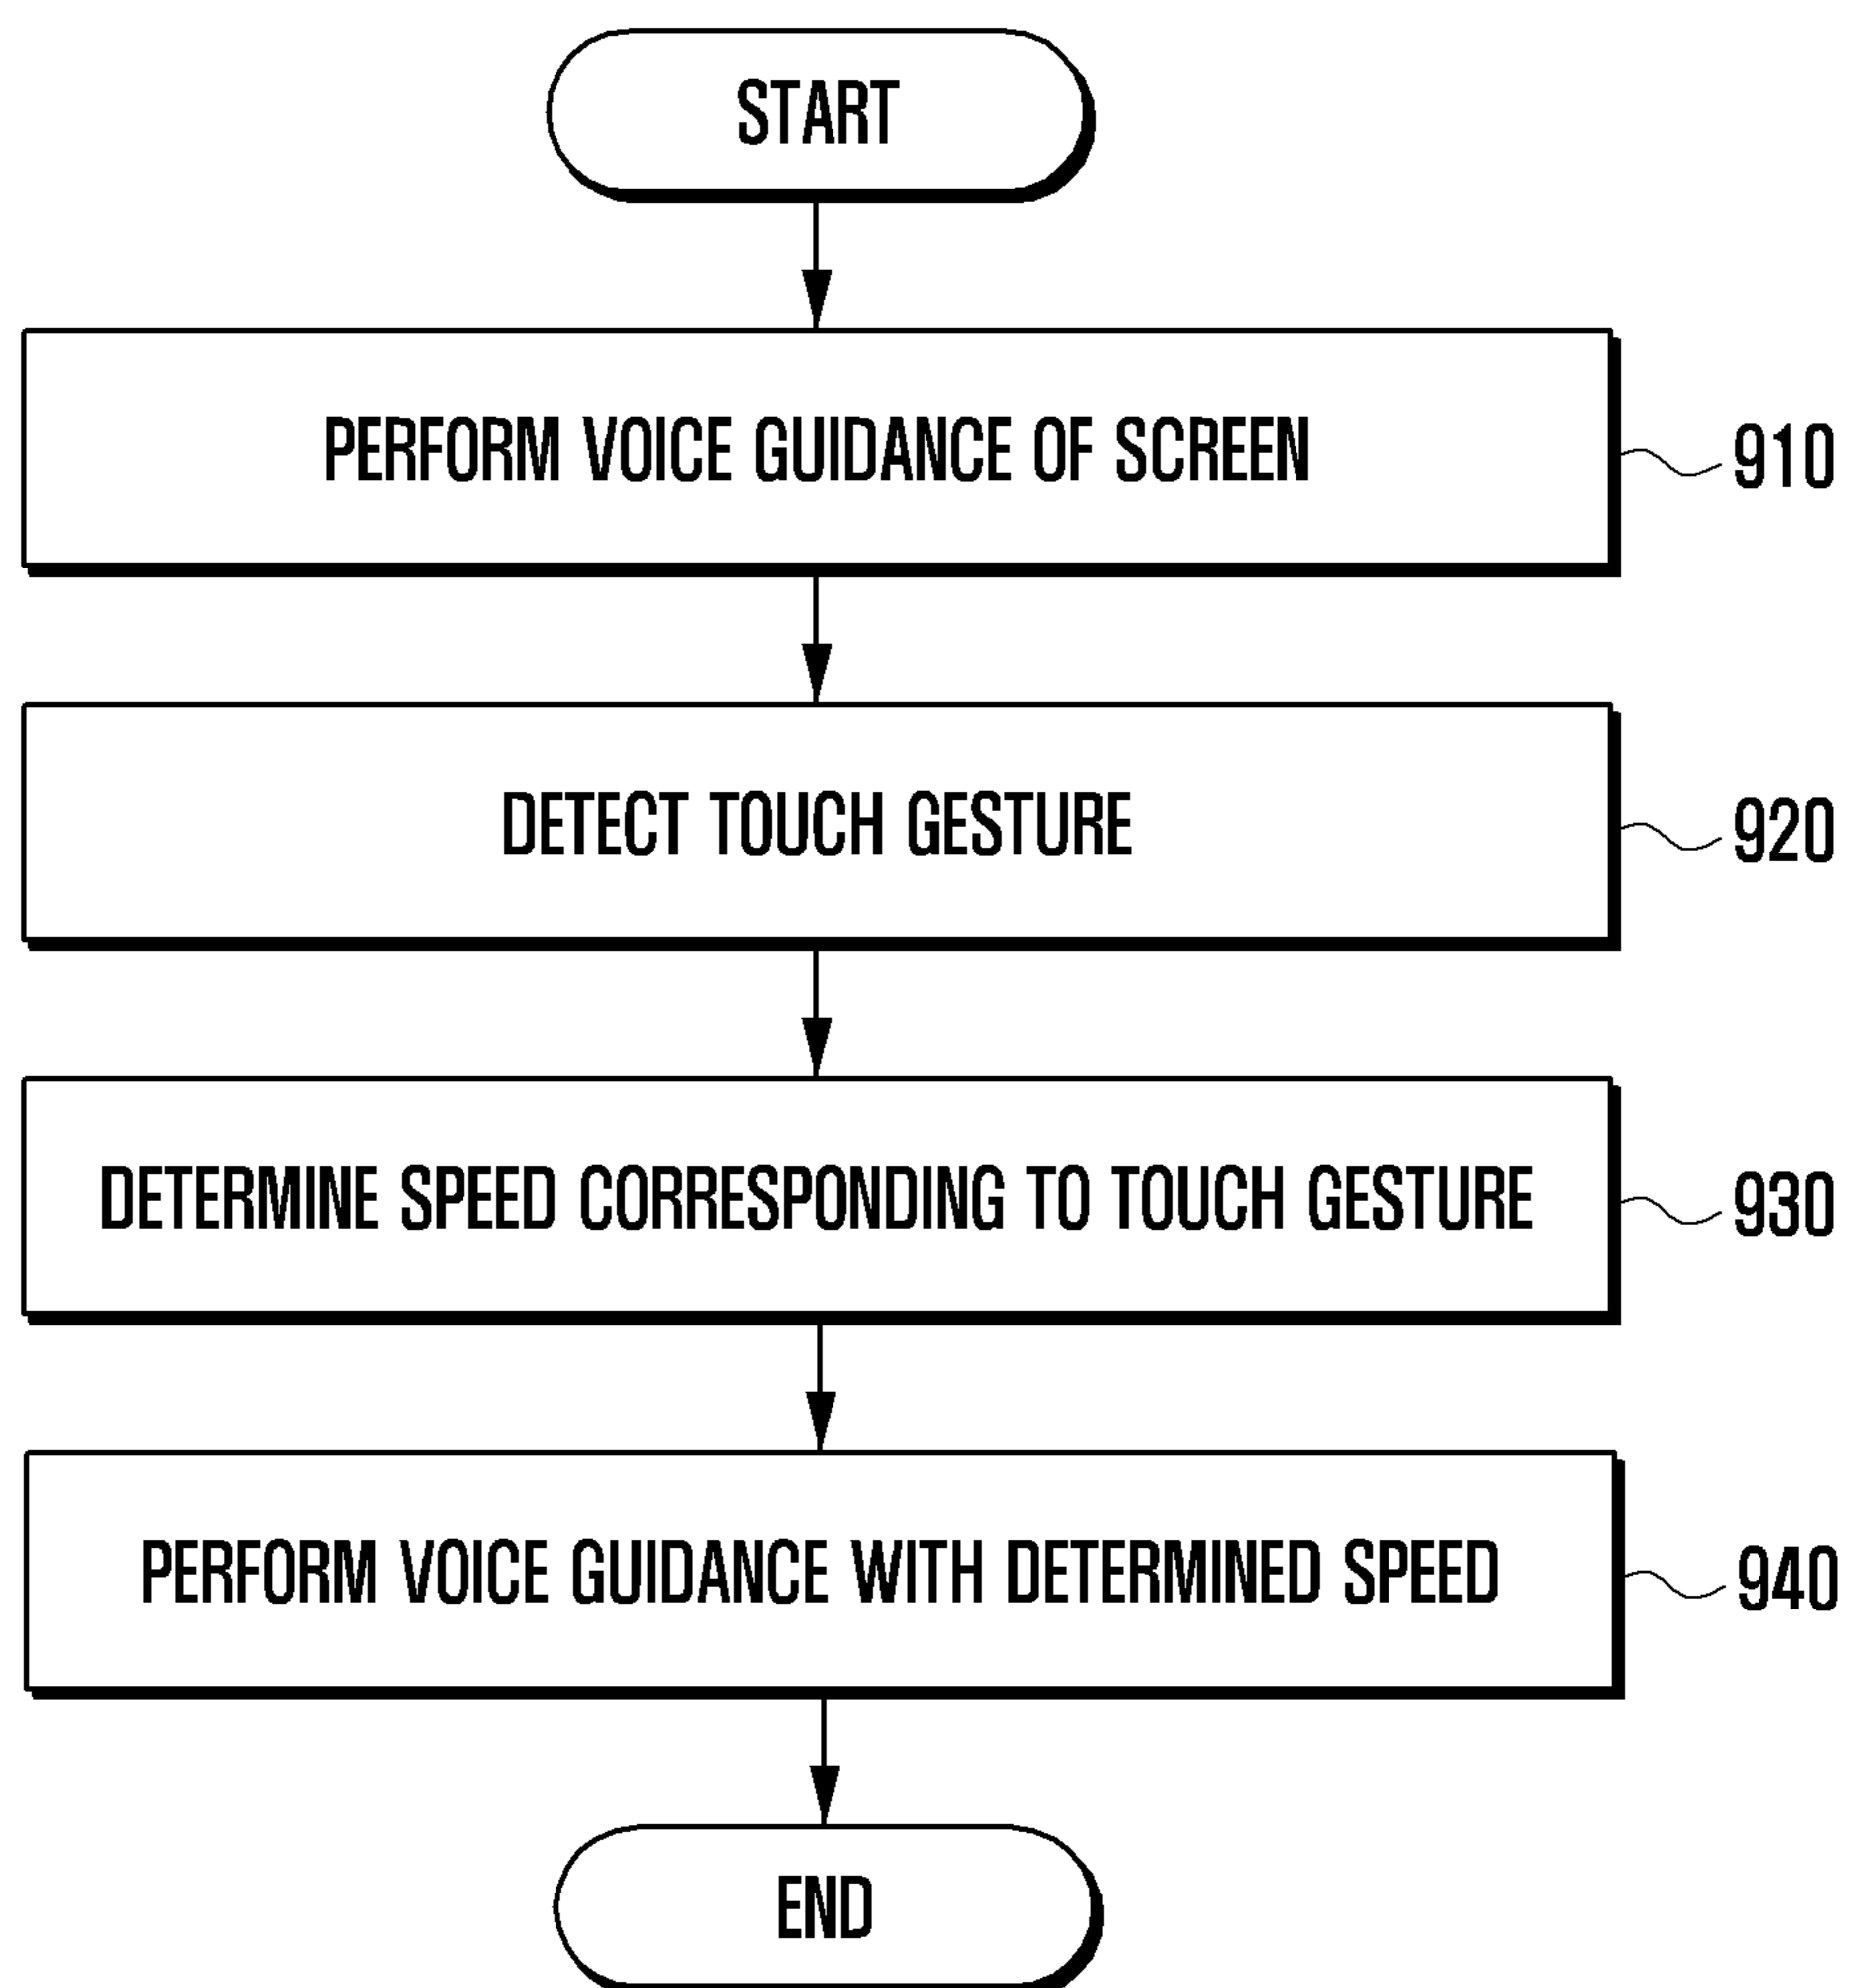 START
PERFORM VOICE GUIDANCE OF SCREEN
910
DETECT TOUCH GESTURE
920
DETERMINE SPEED CORRESPONDING TO TOUCH GESTURE
930
PERFORM VOICE GUIDANCE WITH DETERMINED SPEED
940
END